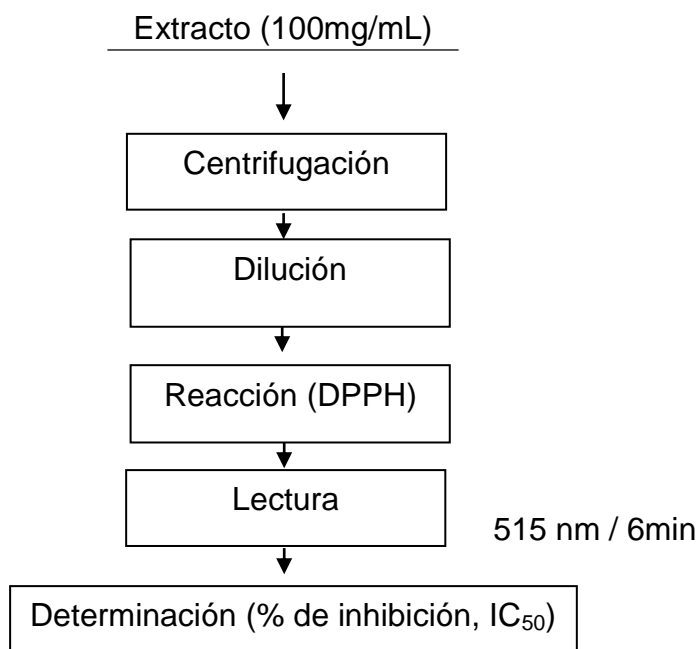 Extracto (100mg/mL)
Centrifugación
Dilución
Reacción (DPPH)
Lectura
515 nm / 6min
Determinación (% de inhibición, IC₅₀)